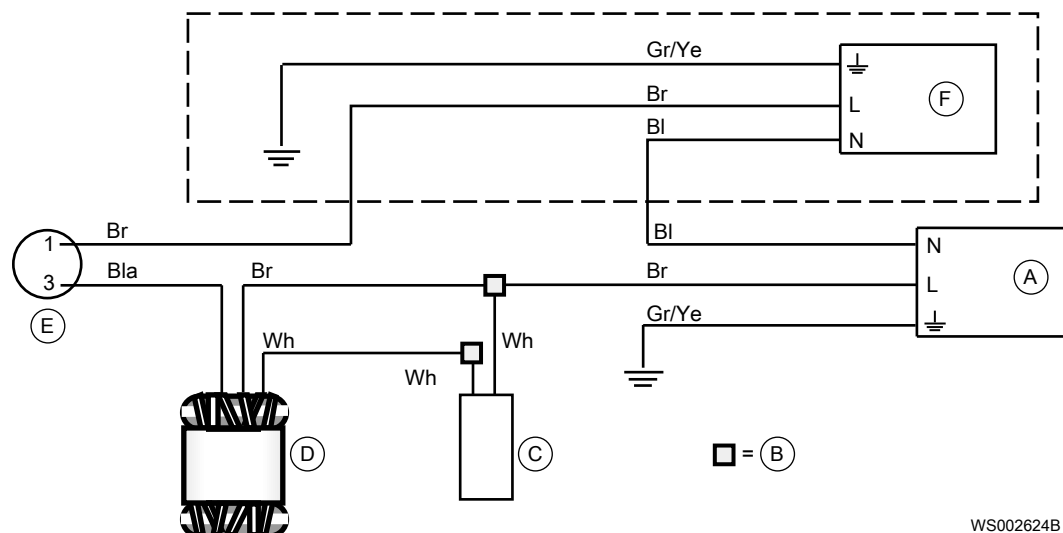 Gr/Ye
Br
L
F
Bl
N
Br
1
Bl
N
Bla
3
Br
Br
L
A
E
Gr/Ye
Wh
Wh
Wh
D
C
= B
WS002624B